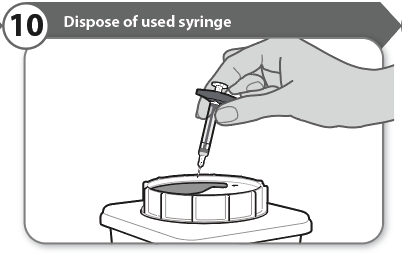 10 Dispose of used syringe